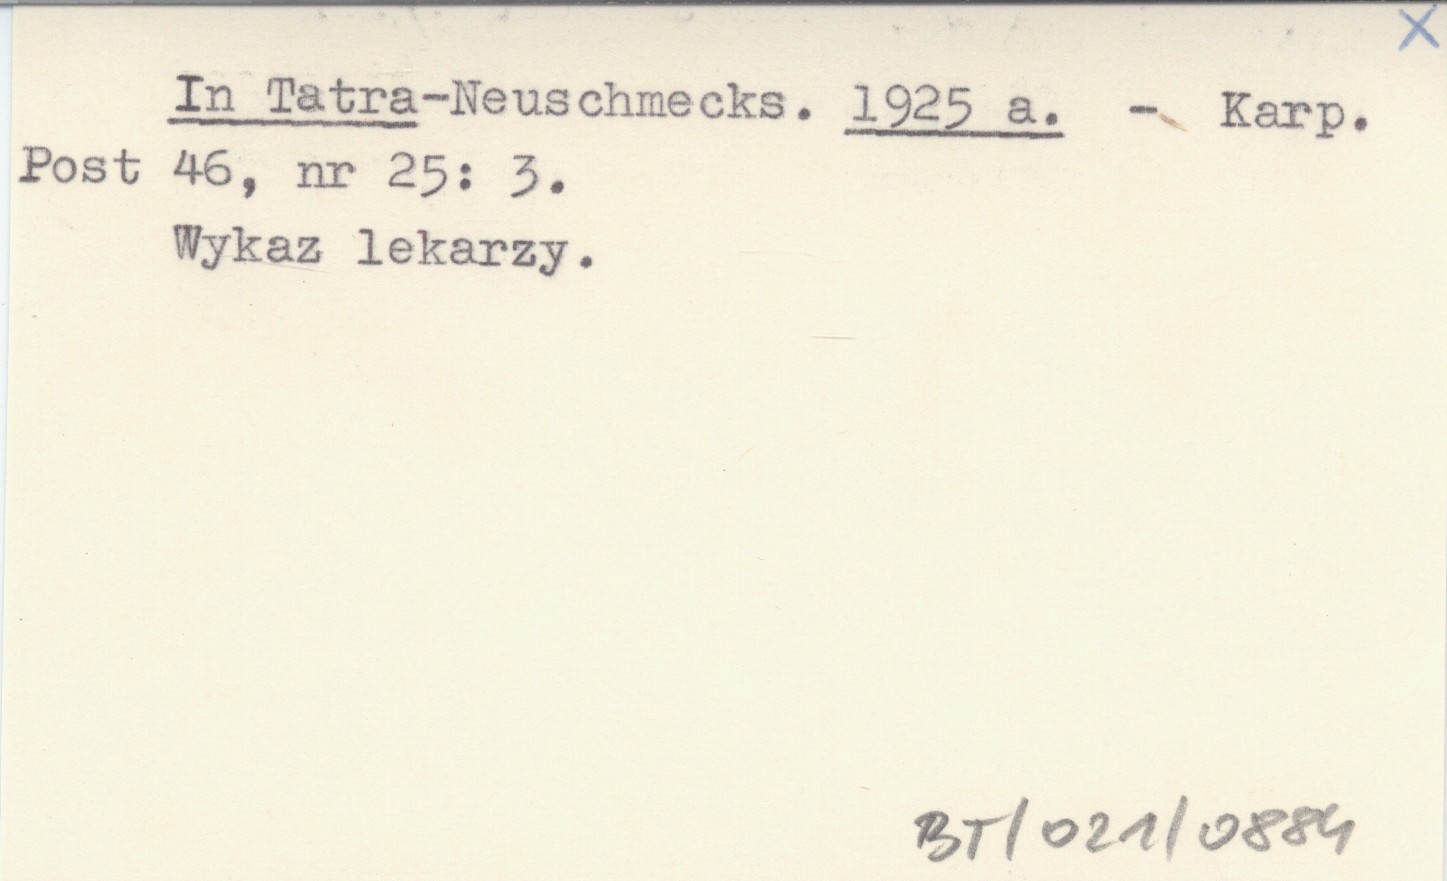 In Tatra-Neuschmecks. 1925 a. - Karp.
Post 46, nr 25: 3.
Wykaz lekarzy.
BT/021/0884